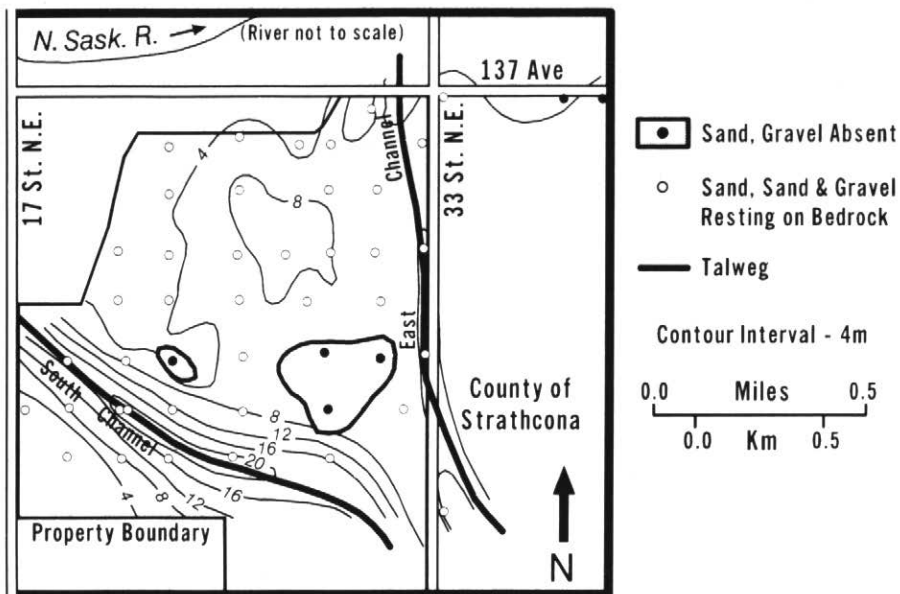 N. Sask. R.
(River not to scale)
137 Ave
17 St. N.E.
33 St. N.E.
Channel
East
4
8
South
Channel
8
12
16
20
16
12
8
4
County of
Strathcona
Property Boundary
N
Sand, Gravel Absent
Sand, Sand & Gravel
Resting on Bedrock
Talweg
Contour Interval - 4m
0.0 Miles 0.5
0.0 Km 0.5